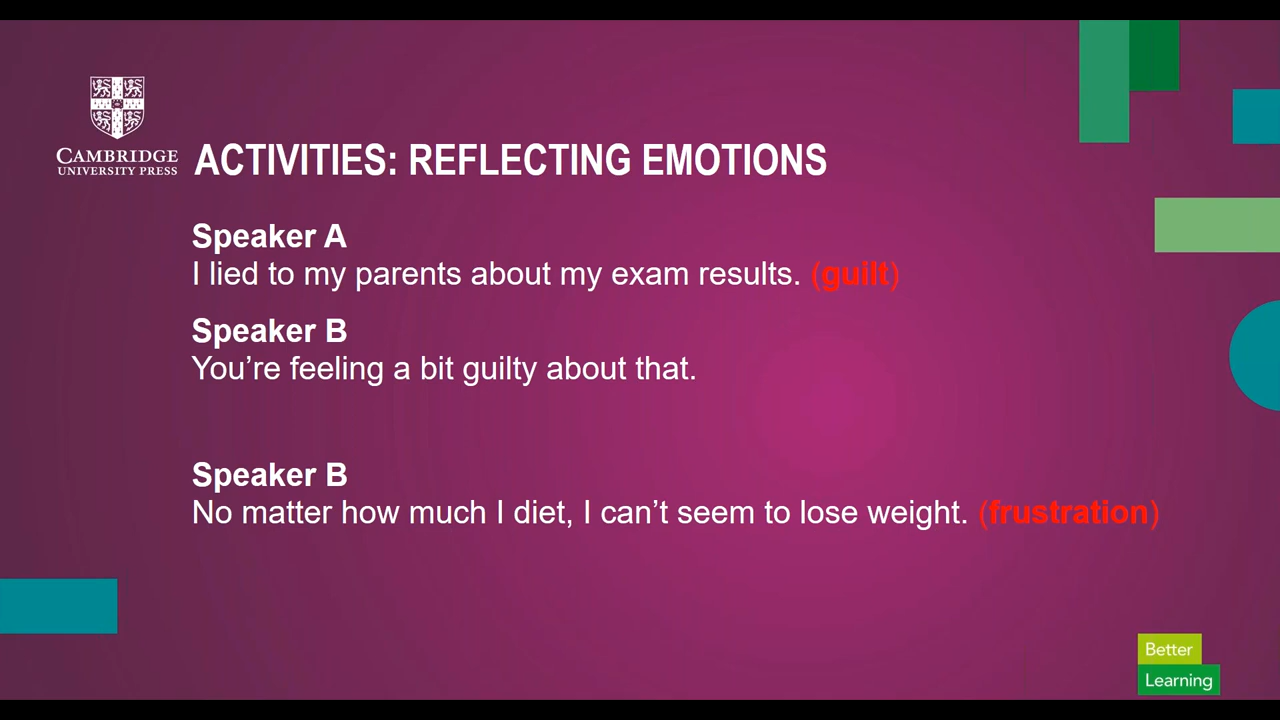 CAMBRIDGE
UNIVERSITY PRESS
ACTIVITIES: REFLECTING EMOTIONS
Speaker A
I lied to my parents about my exam results. (guilt)
Speaker B
You’re feeling a bit guilty about that.
Speaker B
No matter how much I diet, I can’t seem to lose weight. (frustration)
Better
Learning